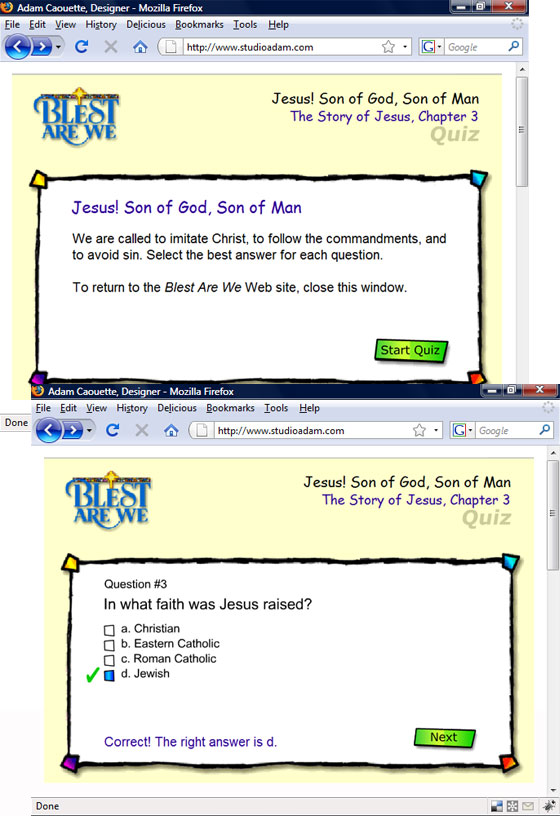 Adam Caouette, Designer - Mozilla Firefox
File Edit View History Delicious Bookmarks Tools Help
http://www.studioadam.com
G Google
BLEST
ARE WE
Jesus! Son of God, Son of Man
The Story of Jesus, Chapter 3
Quiz
Jesus! Son of God, Son of Man
We are called to imitate Christ, to follow the commandments, and
to avoid sin. Select the best answer for each question.
To return to the Blest Are We Web site, close this window.
Start Quiz
Done
Adam Caouette, Designer - Mozilla Firefox
File Edit View History Delicious Bookmarks Tools Help
http://www.studioadam.com
G Google
BLEST
ARE WE
Jesus! Son of God, Son of Man
The Story of Jesus, Chapter 3
Quiz
Question #3
In what faith was Jesus raised?
a. Christian
b. Eastern Catholic
c. Roman Catholic
d. Jewish
Correct! The right answer is d.
Next
Done